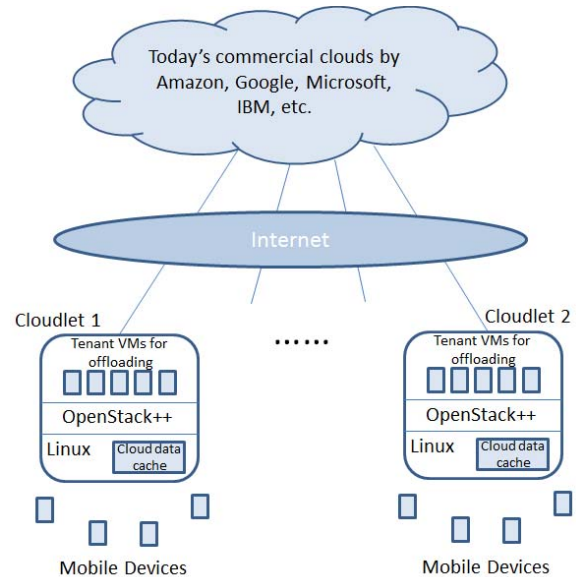 Today's commercial clouds by
Amazon, Google, Microsoft,
IBM, etc.
Internet
Cloudlet 1
Tenant VMs for
offloading
OpenStack++
Linux
Cloud data
cache
Mobile Devices
......
Cloudlet 2
Tenant VMs for
offloading
OpenStack++
Linux
Cloud data
cache
Mobile Devices